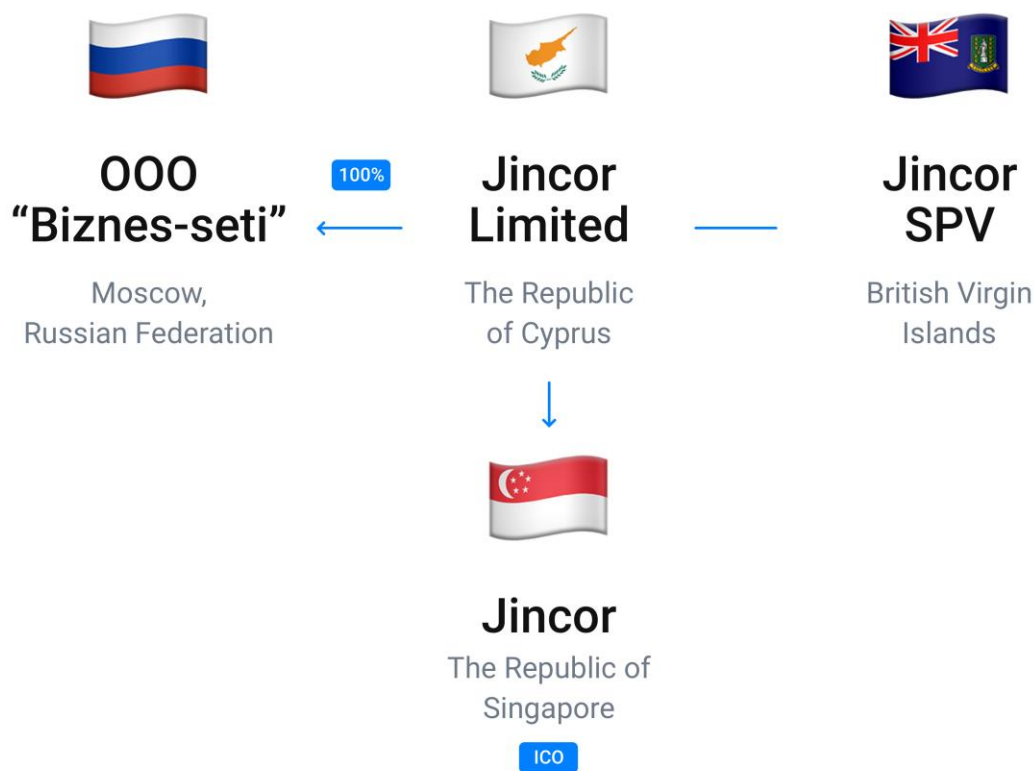 OOO
“Biznes-seti”
Moscow,
Russian Federation
100%
Jincor
Limited
The Republic
of Cyprus
Jincor
SPV
British Virgin
Islands
Jincor
The Republic of
Singapore
ICO